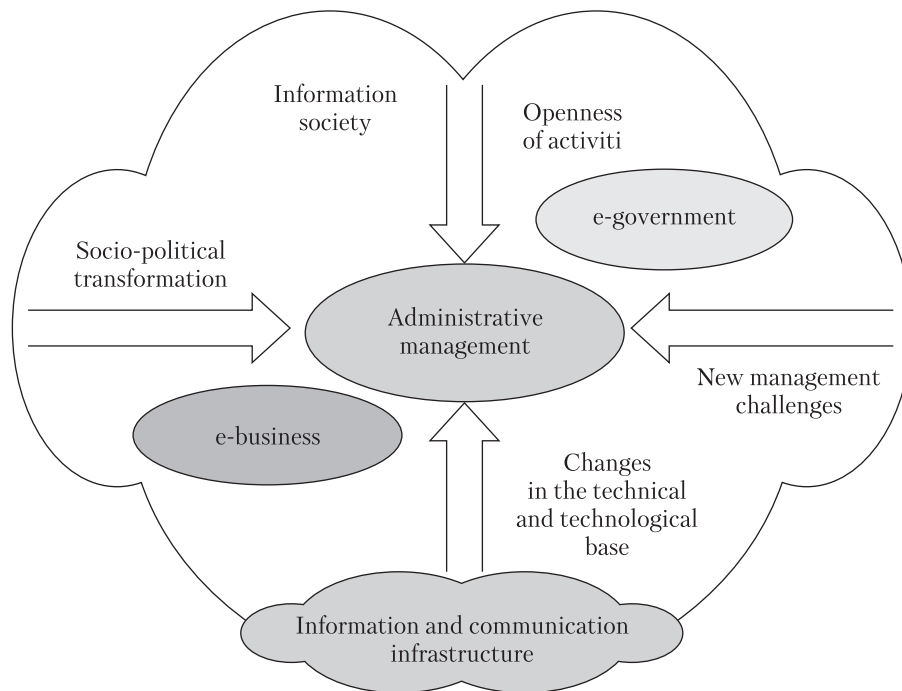 Information
society
Openness
of activiti
e-government
Socio-political
transformation
Administrative
management
New management
challenges
e-business
Changes
in the technical
and technological
base
Information and communication
infrastructure